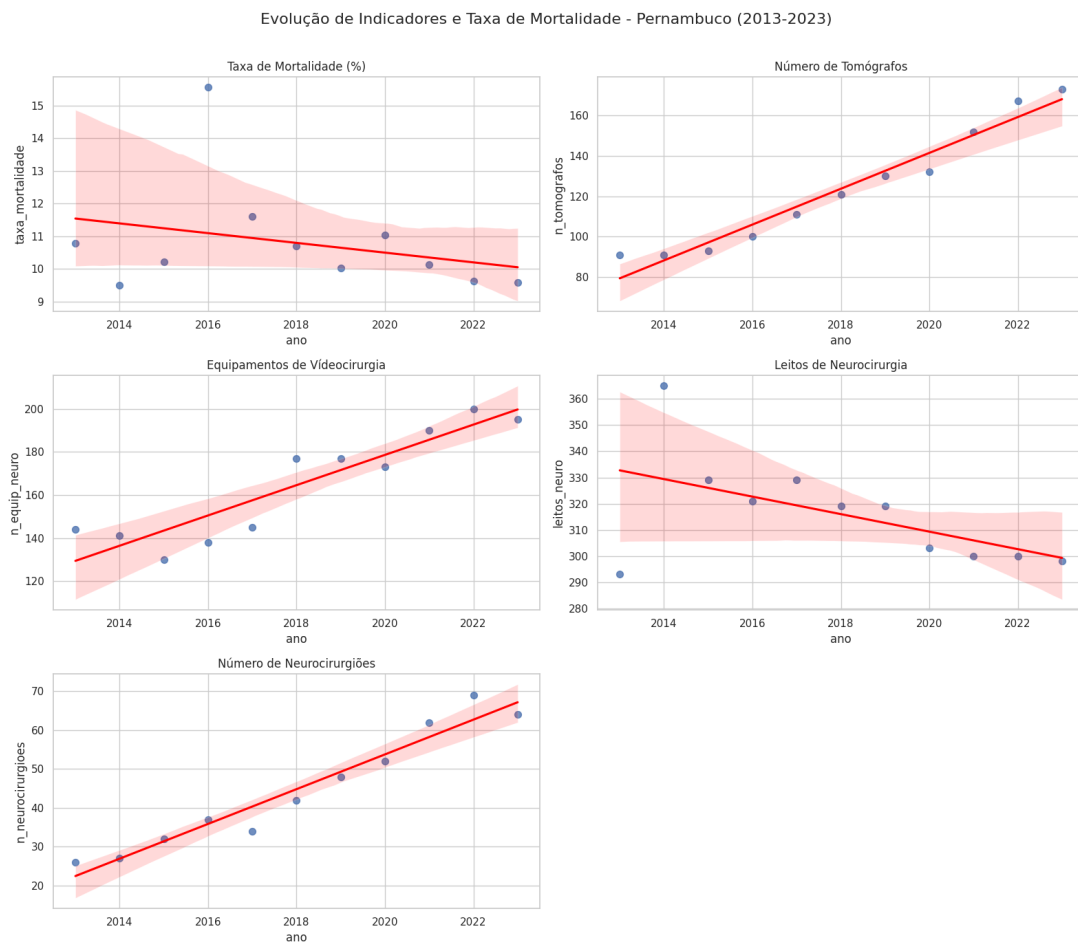 Evolução de Indicadores e Taxa de Mortalidade - Pernambuco (2013-2023)
Taxa de Mortalidade (%)
15
14
13
12
11
10
9
taxa_mortalidade
2014 2016 2018 2020 2022
ano
Número de Tomógrafos
160
140
120
100
80
n_tomografos
2014 2016 2018 2020 2022
ano
Equipamentos de Vídeocirurgia
200
180
160
140
120
n_equip_neuro
2014 2016 2018 2020 2022
ano
Leitos de Neurocirurgia
360
350
340
330
320
310
300
290
280
leitos_neuro
2014 2016 2018 2020 2022
ano
Número de Neurocirurgiões
70
60
50
40
30
20
n_neurocirurgioes
2014 2016 2018 2020 2022
ano